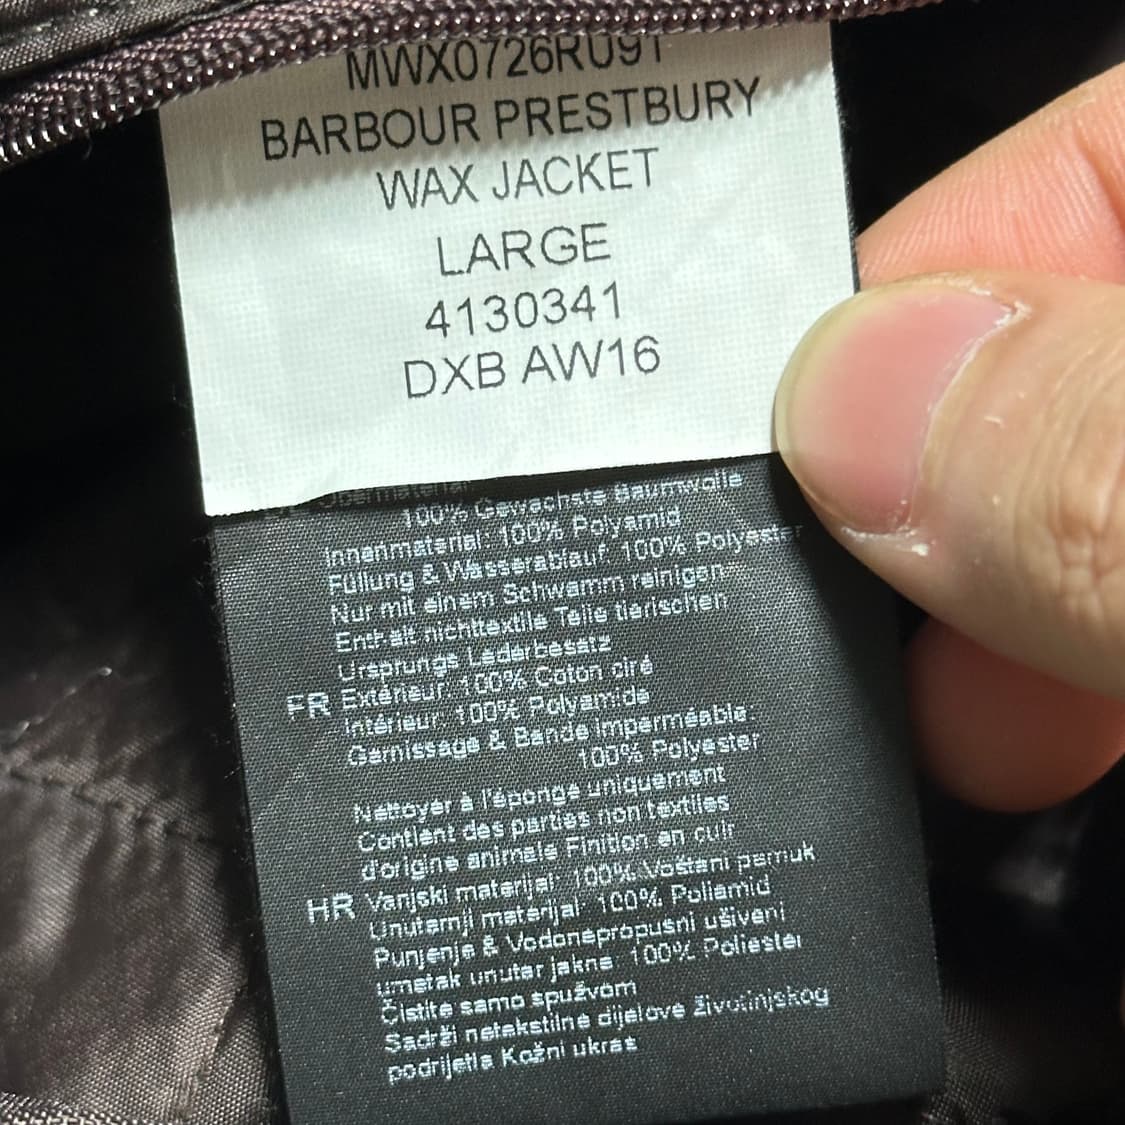 MWX0726RU91
BARBOUR PRESTBURY
WAX JACKET
LARGE
4130341
DXB AW16
Obermaterial
100% Gewachste Baumwolle
Innenmaterial: 100% Polyamid
Füllung & Wasserablauf: 100% Polyester
Nur mit einem Schwamm reinigen
Enthält nichttextile Teile tierischen
Ursprungs Lederbesatz
FR Extérieur: 100% Coton ciré
Intérieur: 100% Polyamide
Garnissage & Bande imperméable:
100% Polyester
Nettoyer à l'éponge uniquement
Contient des parties non textiles
d'origine animale Finition en cuir
HR Vanjski materijal: 100% Voštani pamuk
Unutarnji materijal: 100% Poliamid
Punjenje & Vodonepropusni ušiveni
umetak unutar jakne: 100% Poliester
Čistite samo spužvom
Sadrži netekstilne dijelove životinjskog
podrijetla Kožni ukras